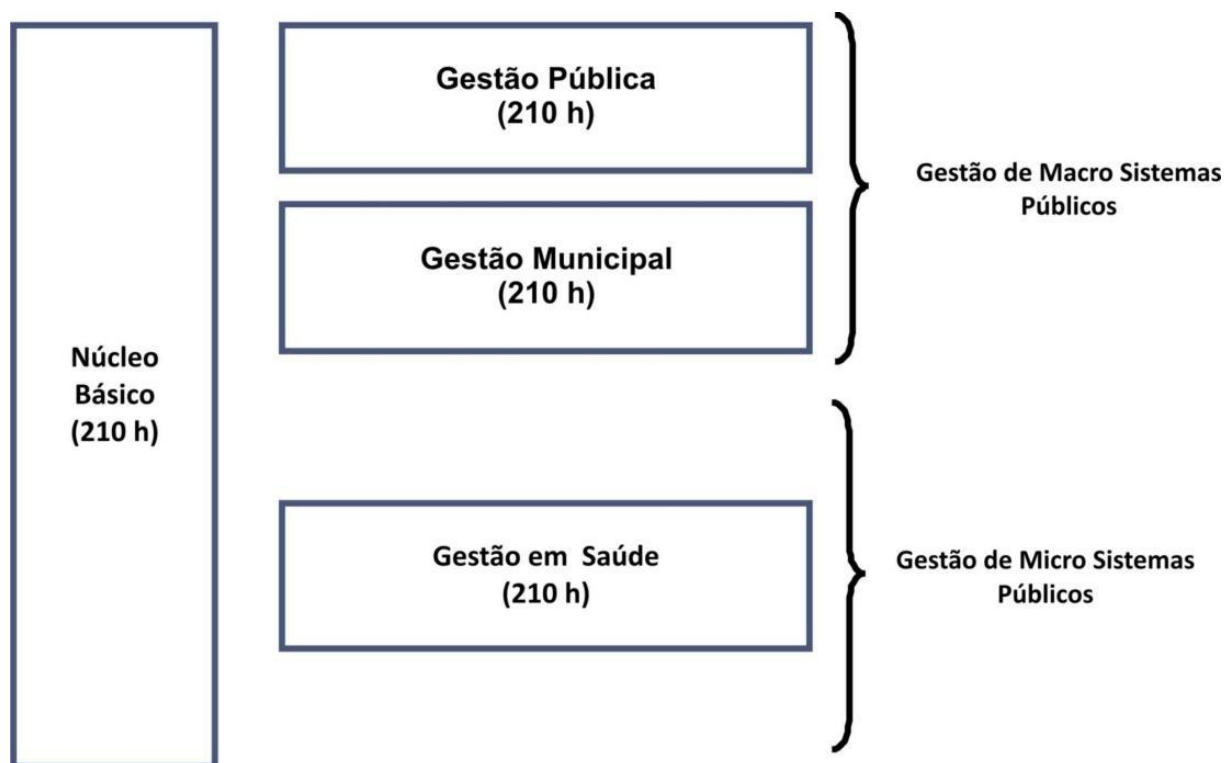 Núcleo
Básico
(210 h)
Gestão Pública
(210 h)
Gestão Municipal
(210 h)
Gestão de Macro Sistemas
Públicos
Gestão em Saúde
(210 h)
Gestão de Micro Sistemas
Públicos